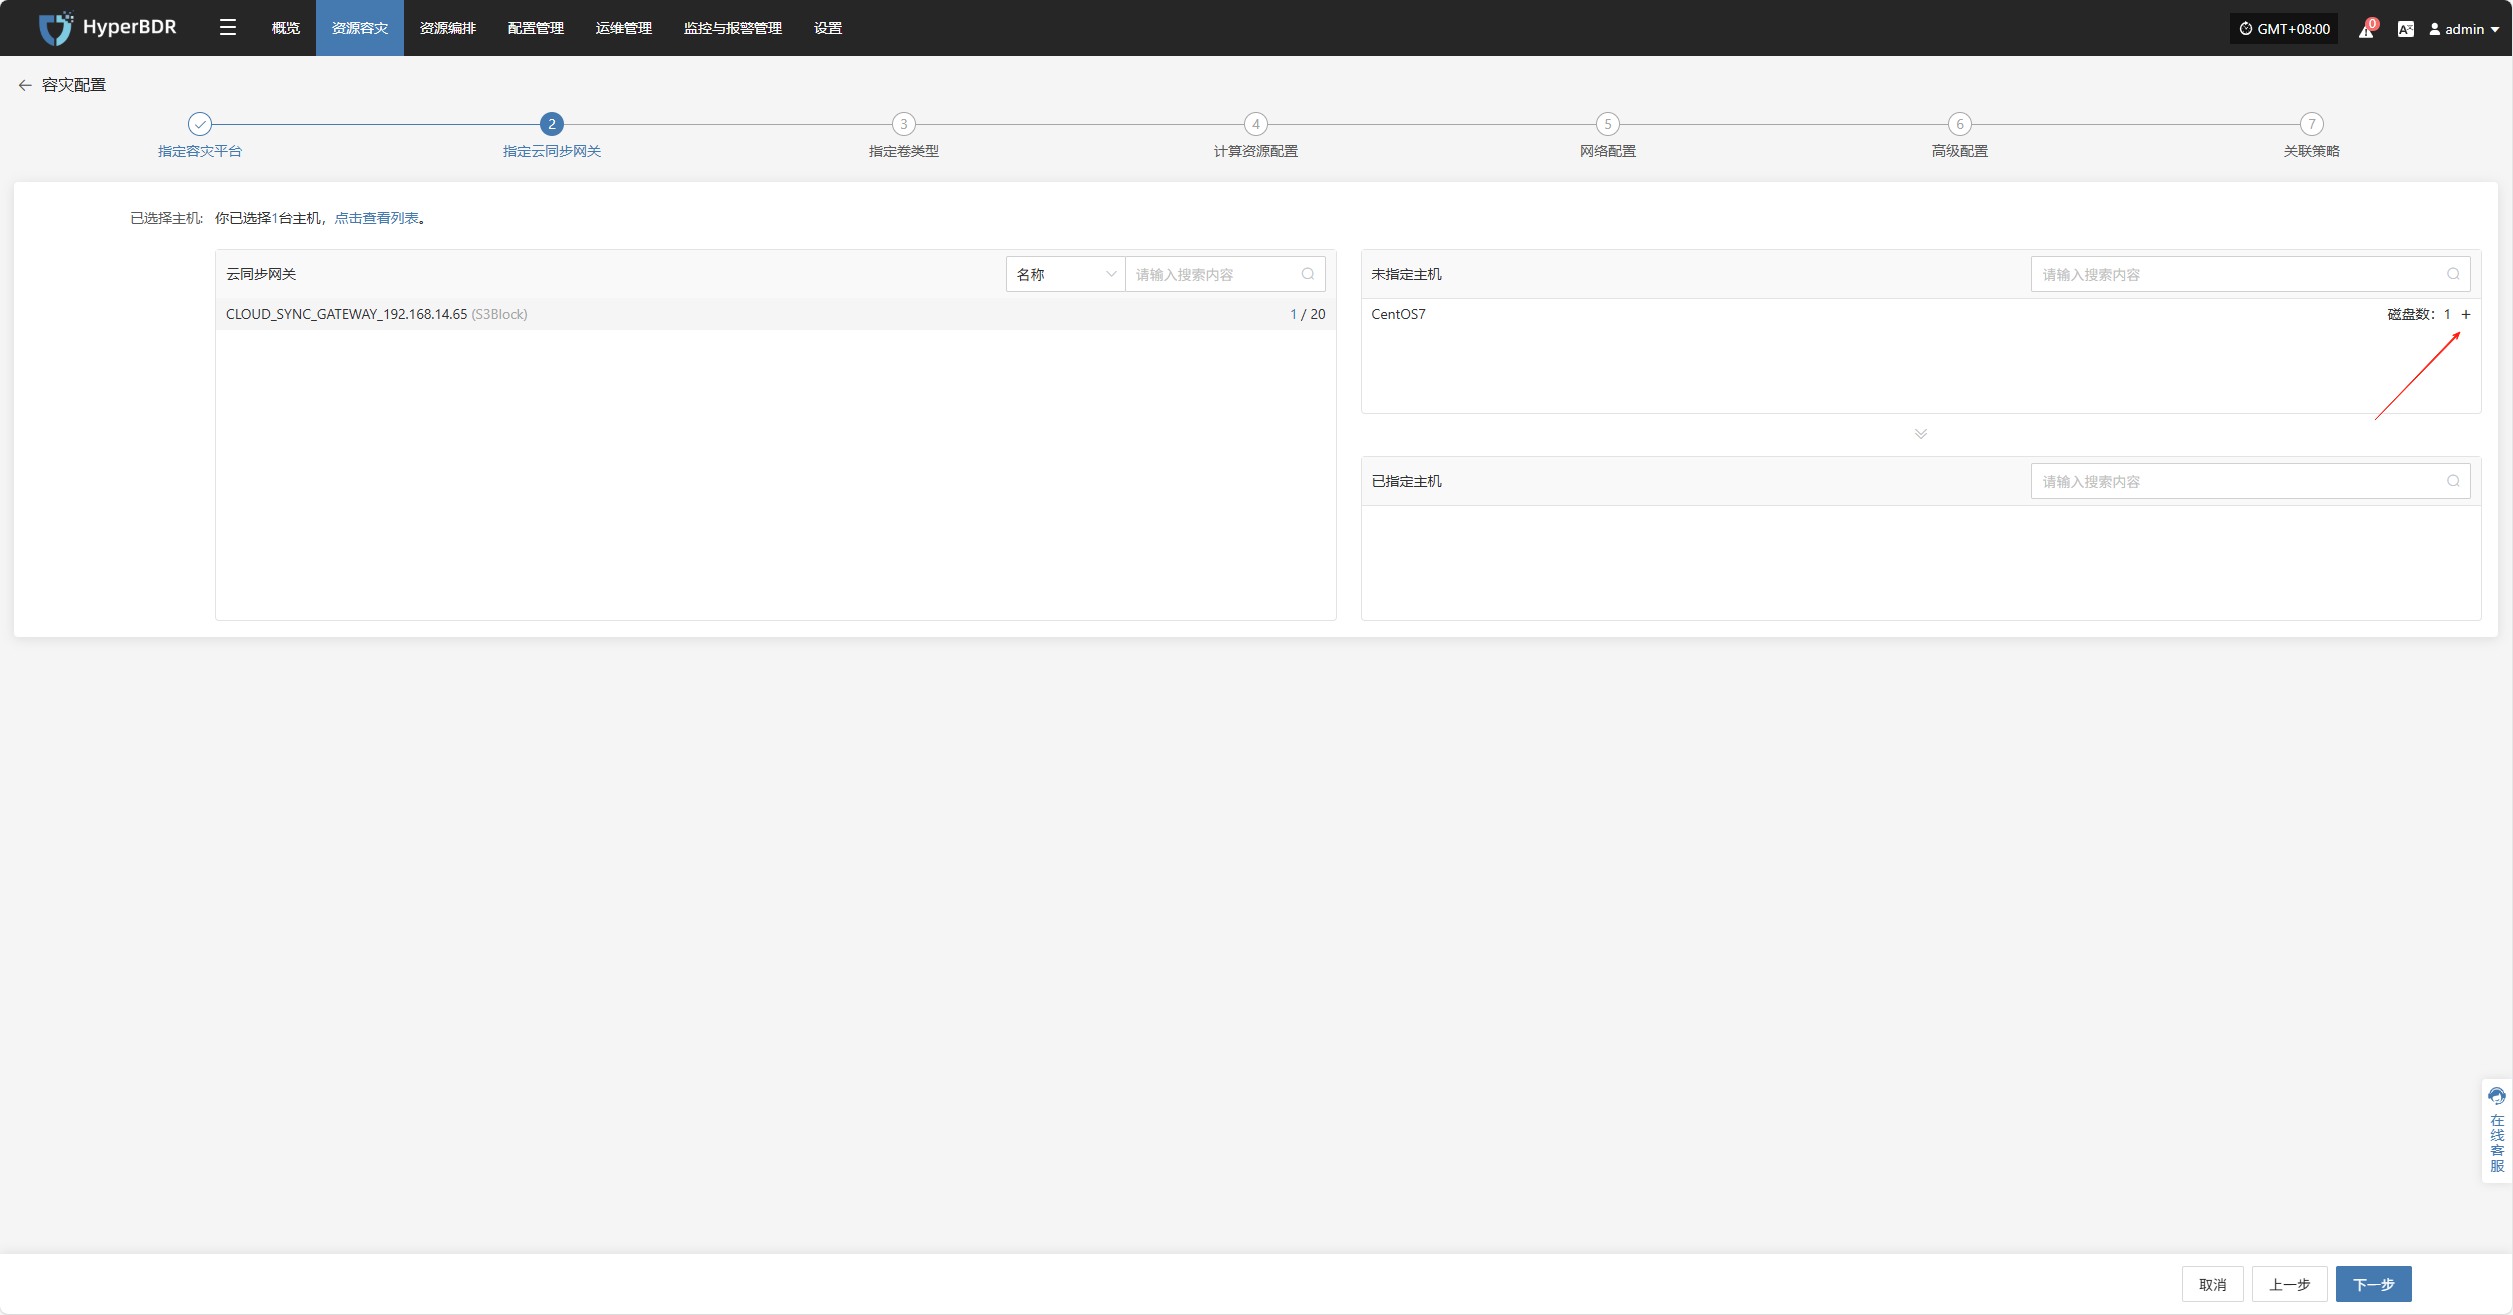 HyperBDR 概览 资源容灾 资源编排 配置管理 运维管理 监控与报警管理 设置 GMT+08:00 0 admin
容灾配置
2 3 4 5 6 7
指定容灾平台 指定云同步网关 指定卷类型 计算资源配置 网络配置 高级配置 关联策略
已选择主机: 你已选择1台主机，点击查看列表。
云同步网关 名称 请输入搜索内容
CLOUD_SYNC_GATEWAY_192.168.14.65 (S3Block) 1 / 20
未指定主机 请输入搜索内容
CentOS7 磁盘数：1 +
已指定主机 请输入搜索内容
在线客服
取消 上一步 下一步